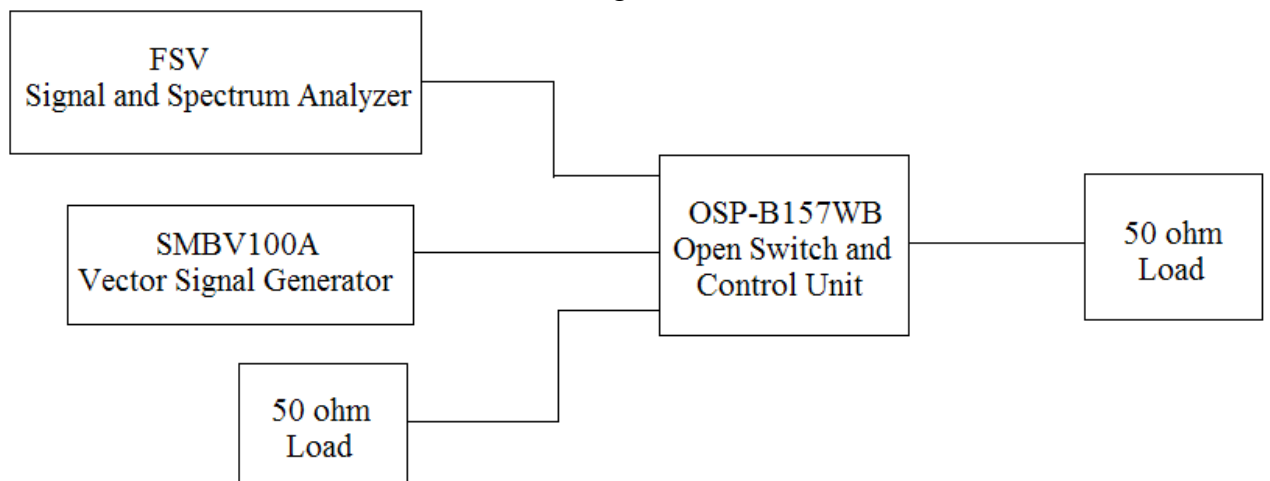 FSV
Signal and Spectrum Analyzer
SMBV100A
Vector Signal Generator
50 ohm
Load
OSP-B157WB
Open Switch and
Control Unit
50 ohm
Load